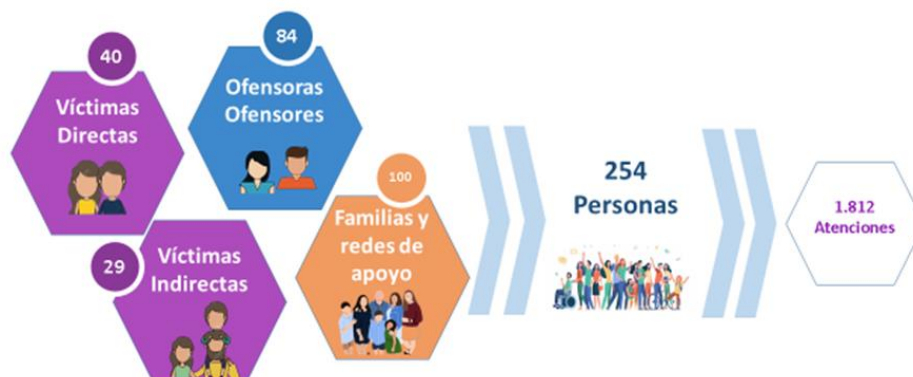 40
Víctimas
Directas
84
Ofensoras
Ofensores
29
Víctimas
Indirectas
100
Familias y
redes de
apoyo
254
Personas
1.812
Atenciones